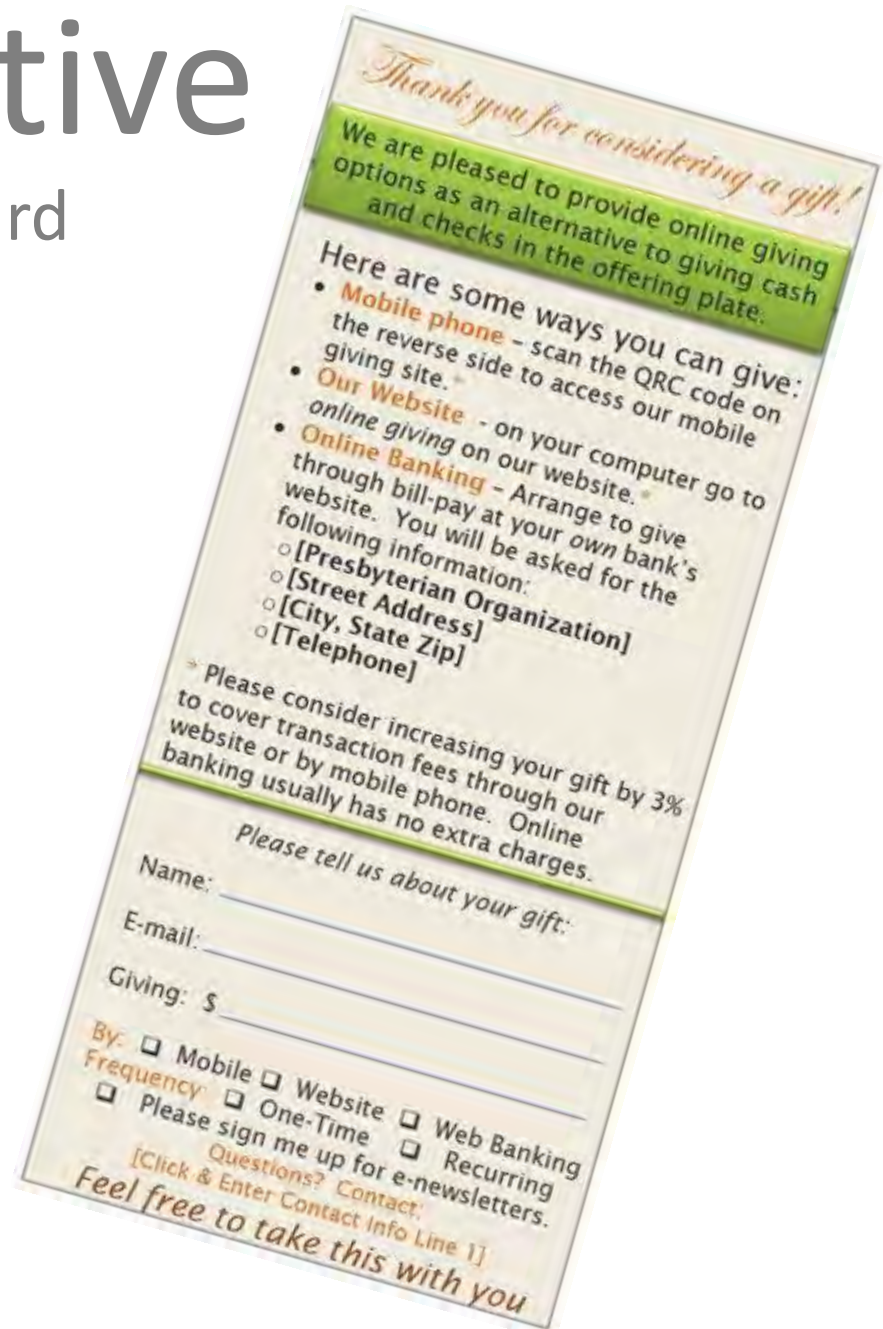 tive
rd
Thank you for considering a gift!
We are pleased to provide online giving
options as an alternative to giving cash
and checks in the offering plate.
Here are some ways you can give:
• Mobile phone – scan the QRC code on
the reverse side to access our mobile
giving site. *
• Our Website - on your computer go to
online giving on our website. *
• Online Banking – Arrange to give
through bill-pay at your own bank's
website. You will be asked for the
following information:
○ [Presbyterian Organization]
○ [Street Address]
○ [City, State Zip]
○ [Telephone]
* Please consider increasing your gift by 3%
to cover transaction fees through our
website or by mobile phone. Online
banking usually has no extra charges.
Please tell us about your gift:
Name:
E-mail:
Giving: $
By: ❑ Mobile ❑ Website ❑ Web Banking
Frequency: ❑ One-Time ❑ Recurring
❑ Please sign me up for e-newsletters.
Questions? Contact:
[Click & Enter Contact Info Line 1]
Feel free to take this with you